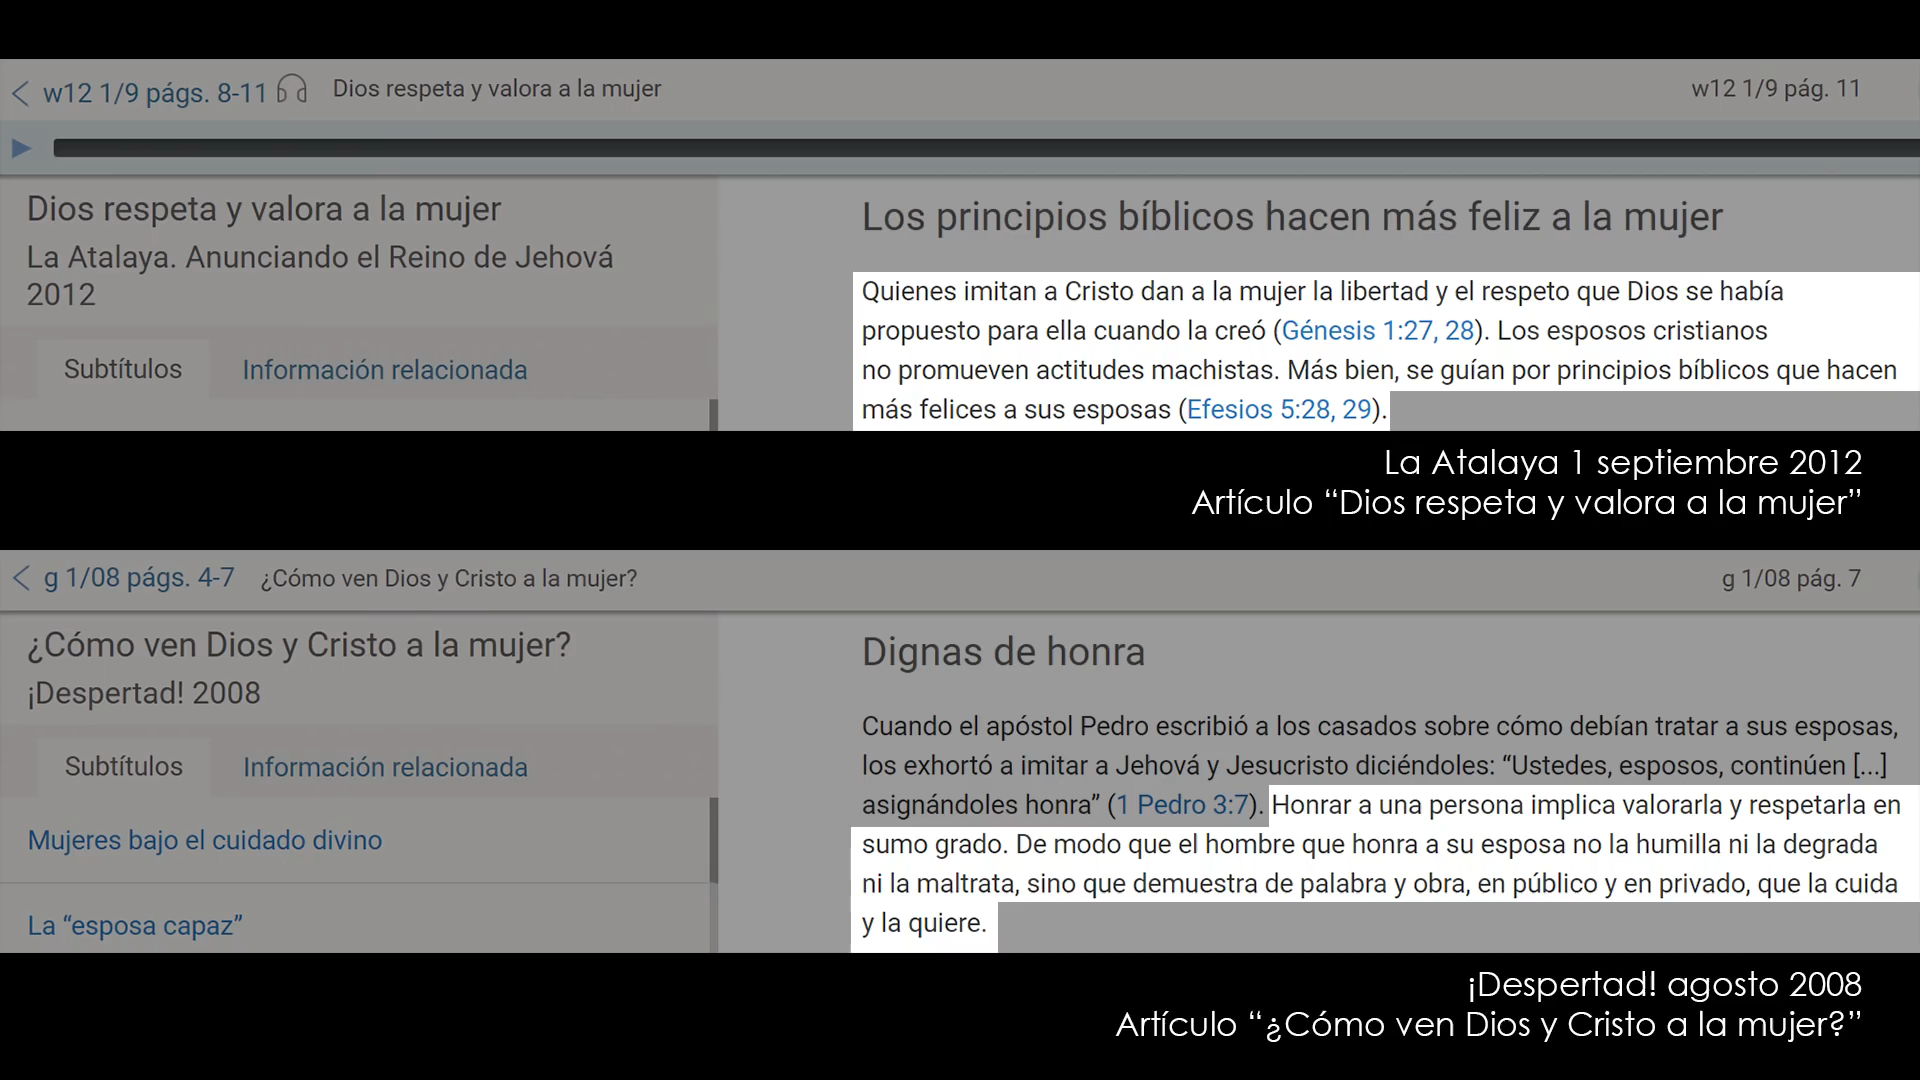 w12 1/9 págs. 8-11 Dios respeta y valora a la mujer w12 1/9 pág. 11
Dios respeta y valora a la mujer
La Atalaya. Anunciando el Reino de Jehová
2012
Subtítulos Información relacionada
Los principios bíblicos hacen más feliz a la mujer
Quienes imitan a Cristo dan a la mujer la libertad y el respeto que Dios se había
propuesto para ella cuando la creó (Génesis 1:27, 28). Los esposos cristianos
no promueven actitudes machistas. Más bien, se guían por principios bíblicos que hacen
más felices a sus esposas (Efesios 5:28, 29).
La Atalaya 1 septiembre 2012
Artículo “Dios respeta y valora a la mujer”
g 1/08 págs. 4-7 ¿Cómo ven Dios y Cristo a la mujer? g 1/08 pág. 7
¿Cómo ven Dios y Cristo a la mujer?
¡Despertad! 2008
Subtítulos Información relacionada
Mujeres bajo el cuidado divino
La “esposa capaz”
Dignas de honra
Cuando el apóstol Pedro escribió a los casados sobre cómo debían tratar a sus esposas,
los exhortó a imitar a Jehová y Jesucristo diciéndoles: “Ustedes, esposos, continúen [...]
asignándoles honra” (1 Pedro 3:7). Honrar a una persona implica valorarla y respetarla en
sumo grado. De modo que el hombre que honra a su esposa no la humilla ni la degrada
ni la maltrata, sino que demuestra de palabra y obra, en público y en privado, que la cuida
y la quiere.
¡Despertad! agosto 2008
Artículo “¿Cómo ven Dios y Cristo a la mujer?”